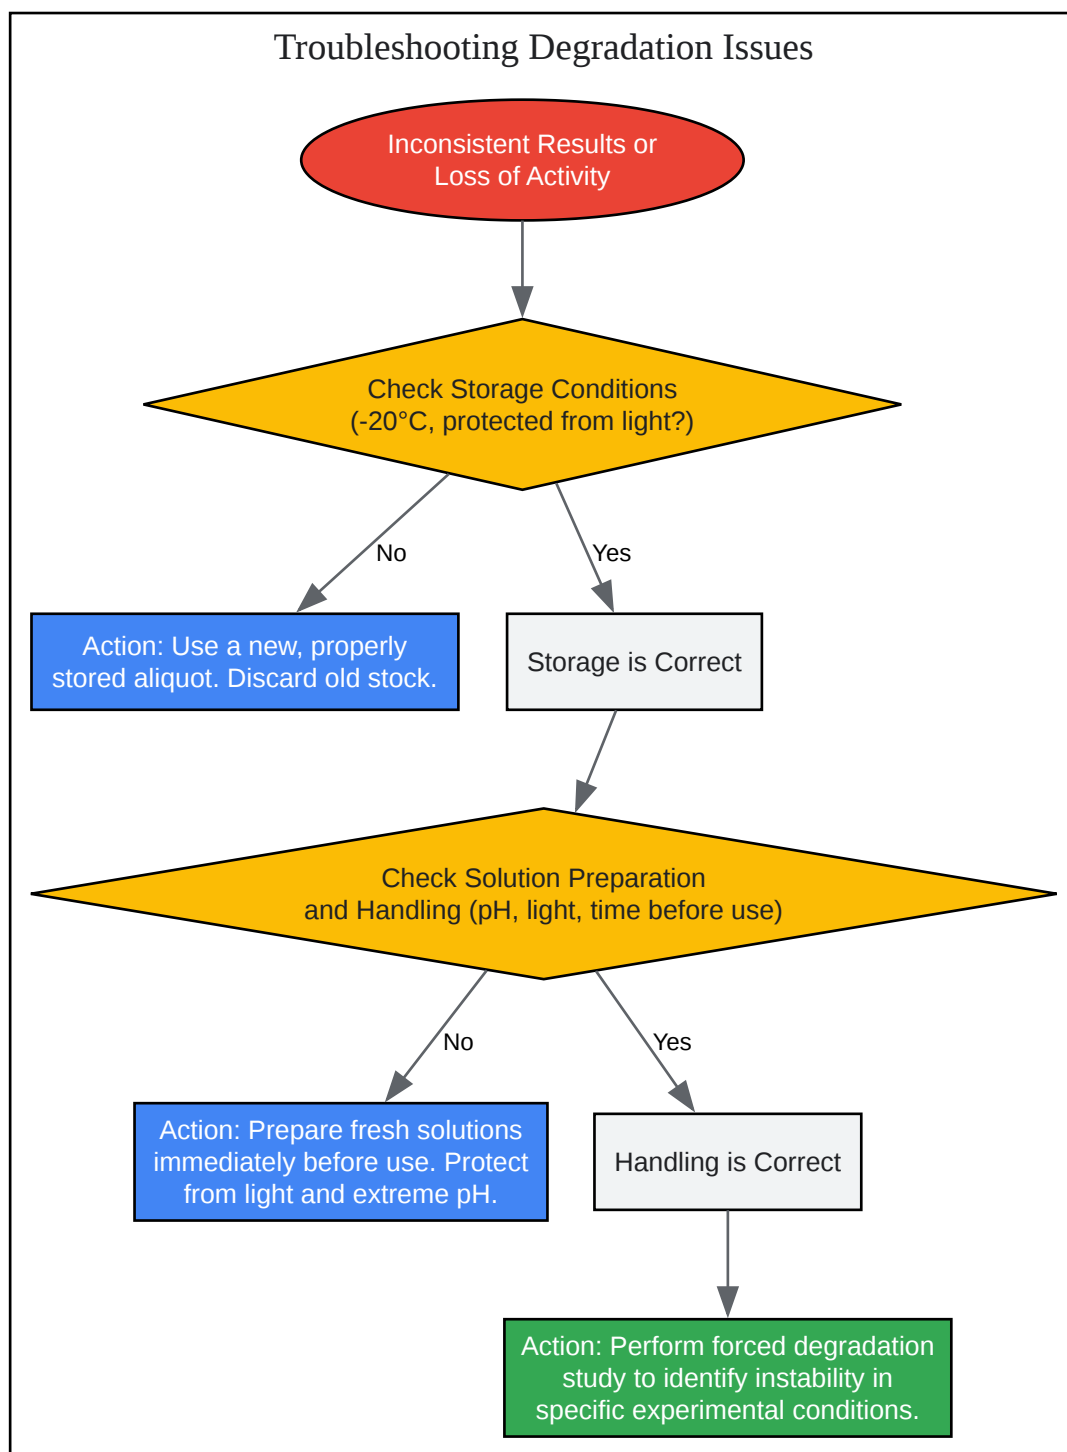 Troubleshooting Degradation Issues
Inconsistent Results or
Loss of Activity
Check Storage Conditions
(-20°C, protected from light?)
No
Yes
Action: Use a new, properly
stored aliquot. Discard old stock.
Storage is Correct
Check Solution Preparation
and Handling (pH, light, time before use)
No
Yes
Action: Prepare fresh solutions
immediately before use. Protect
from light and extreme pH.
Handling is Correct
Action: Perform forced degradation
study to identify instability in
specific experimental conditions.